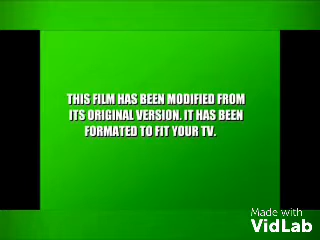 THIS FILM HAS BEEN MODIFIED FROM
ITS ORIGINAL VERSION. IT HAS BEEN
FORMATED TO FIT YOUR TV.
Made with
VidLab